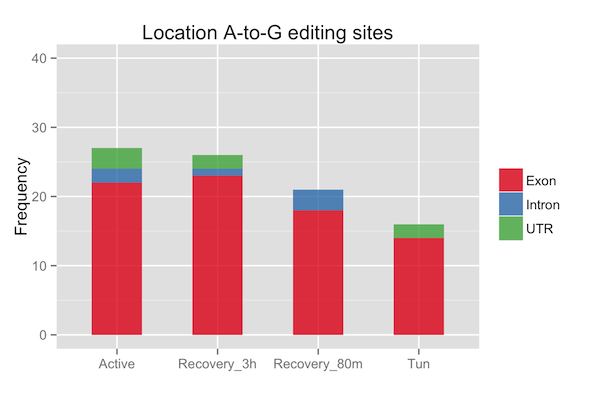 Location A-to-G editing sites
Frequency
40
30
20
10
0
Active Recovery_3h Recovery_80m Tun
Exon
Intron
UTR